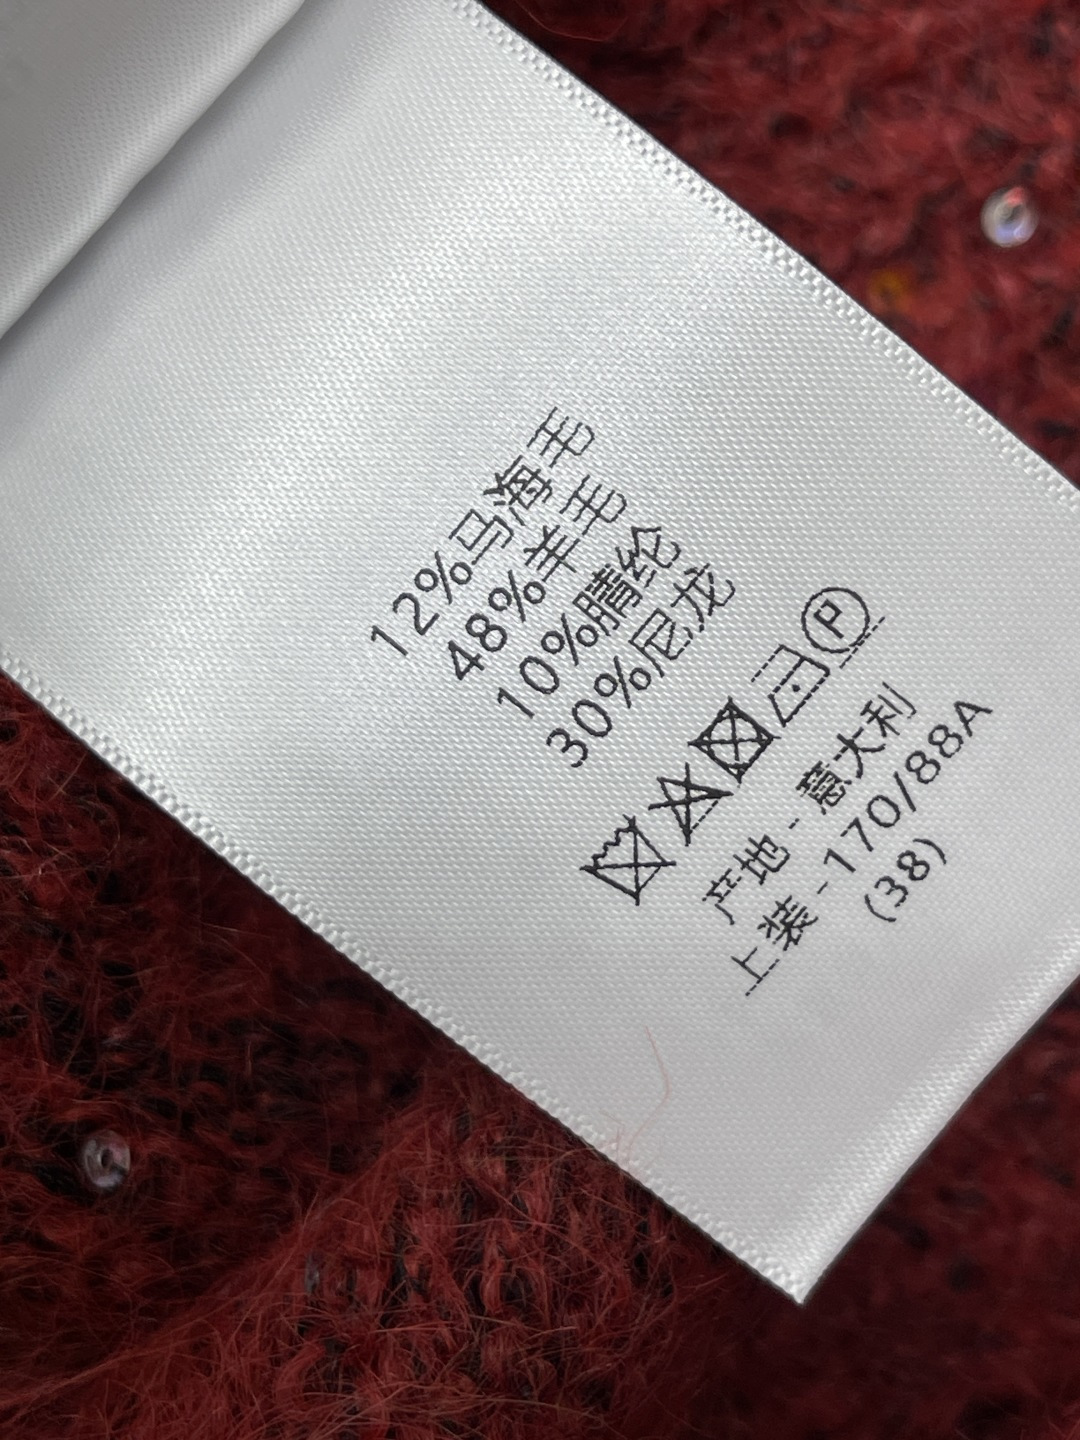 12%马海毛
48%羊毛
10%腈纶
30%尼龙
P
产地-意大利
上装-170/88A
(38)